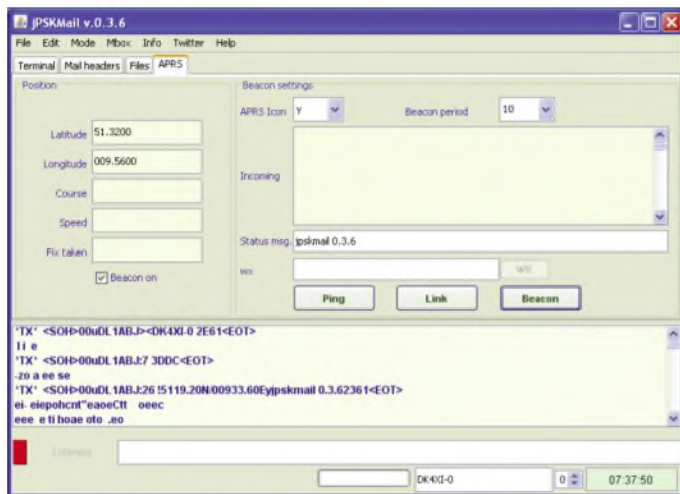 jPSKMail v.0.3.6
File Edit Mode Mbox Info Twitter Help
Terminal Mail headers Files APRS
Position
Beacon settings
APRS Icon y Beacon period 10
Latitude 51.3200
Longitude 009.5600
Incoming
Course
Speed
Status msg. jpskmail 0.3.6
Fix taken
Beacon on
wx WX
Ping Link Beacon
*TX* <SOH>00uDL1ABJ><DK4XI-0 2E61<EOT>
1i e
*TX* <SOH>00uDL1ABJ:7 3DDC<EOT>
-zo a ee se
*TX* <SOH>00uDL1ABJ:26 !5119.20N/00933.60Eyjpskmail 0.3.62361<EOT>
ei- eiepohcnt"eaoeCtt oeec
eee e ti hoae oto .eo
Listening
DK4XI-0 0 07:37:50